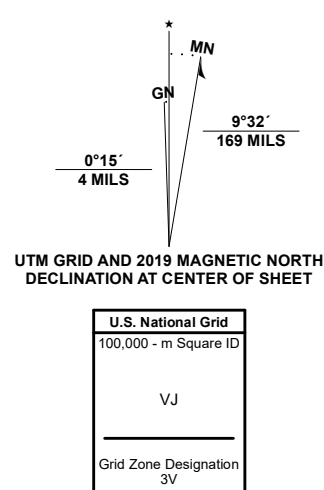 ★
MN
GN
9°32´
169 MILS
0°15´
4 MILS
UTM GRID AND 2019 MAGNETIC NORTH
DECLINATION AT CENTER OF SHEET
U.S. National Grid
100,000 - m Square ID
VJ
Grid Zone Designation
3V